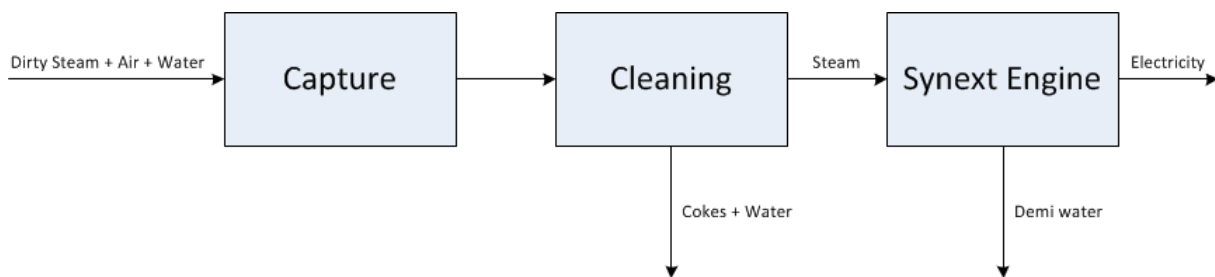 Dirty Steam + Air + Water
Capture
Cleaning
Steam
Synext Engine
Electricity
Cokes + Water
Demi water